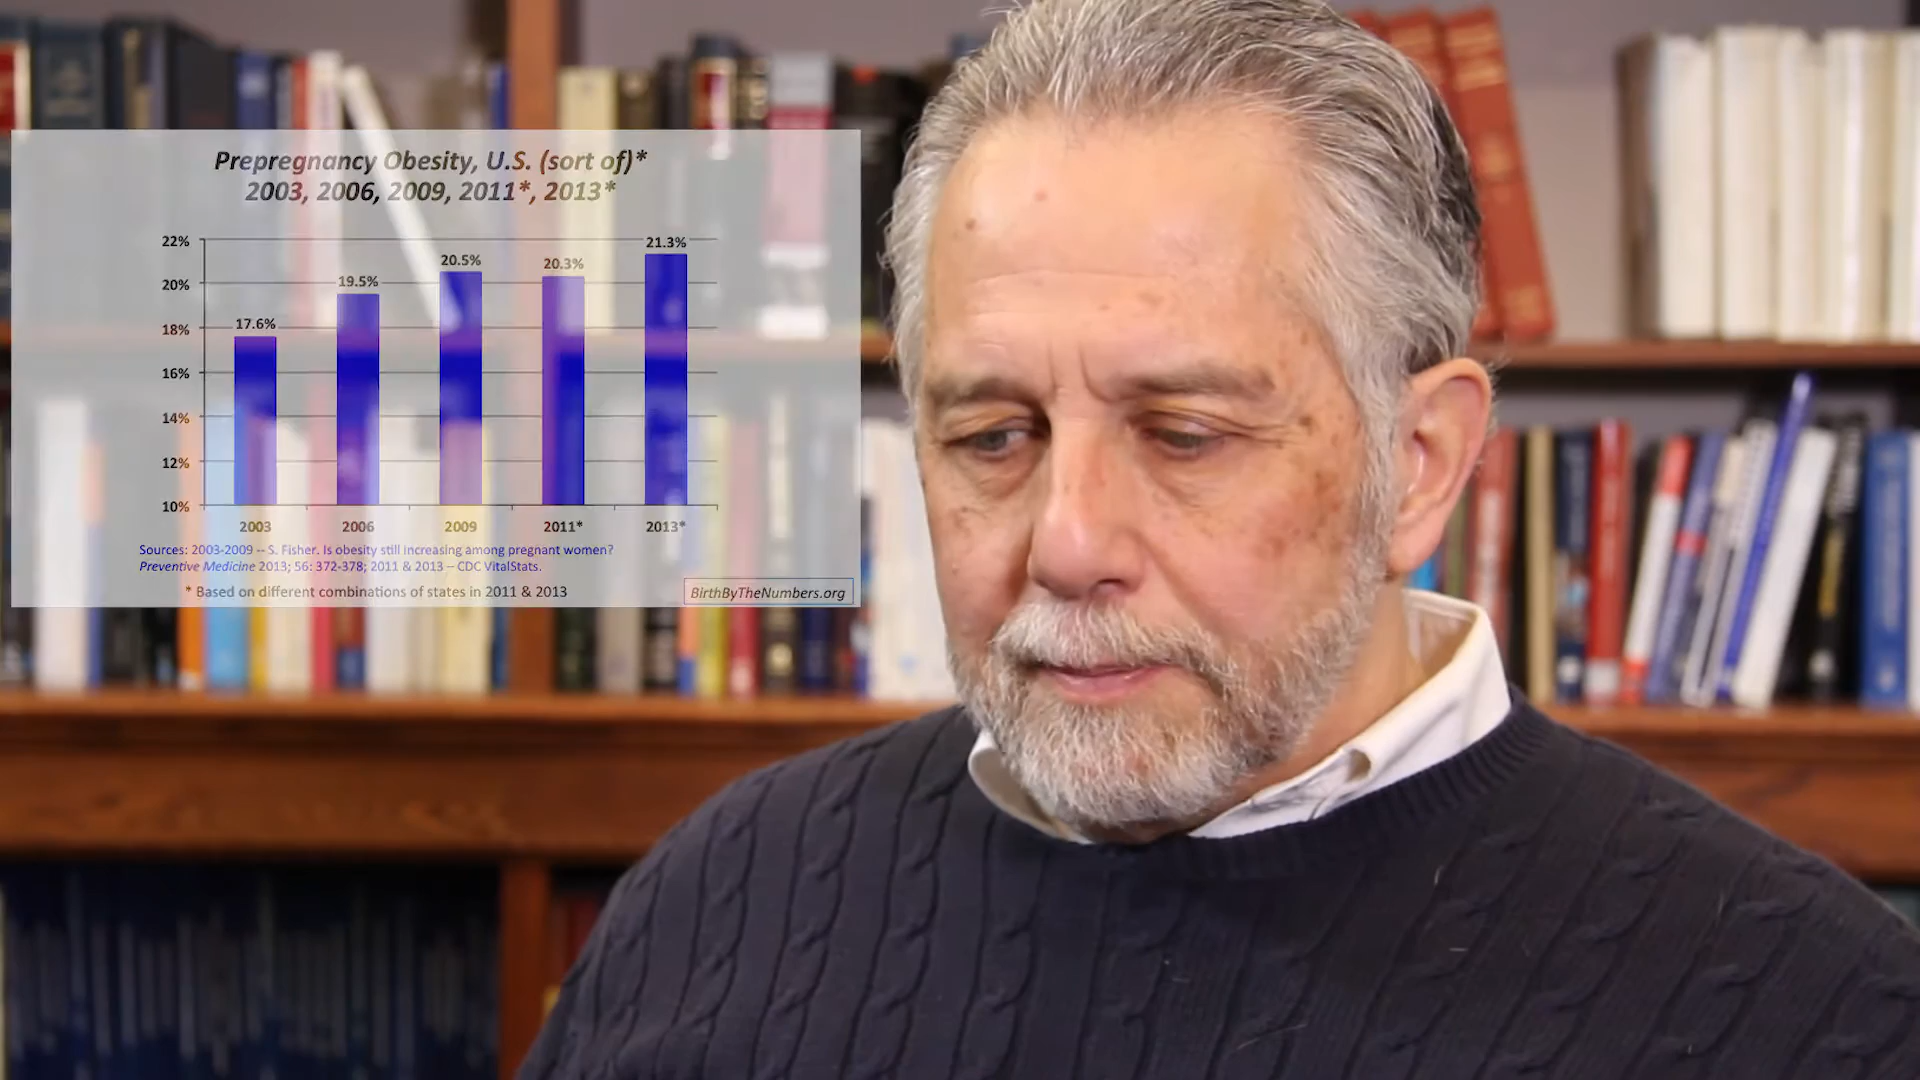 Prepregnancy Obesity, U.S. (sort of)*
2003, 2006, 2009, 2011*, 2013*
22%
20%
18%
16%
14%
12%
10%
17.6%
19.5%
20.5%
20.3%
21.3%
2003
2006
2009
2011*
2013*
Sources: 2003-2009 -- S. Fisher. Is obesity still increasing among pregnant women?
Preventive Medicine 2013; 56: 372-378; 2011 & 2013 – CDC VitalStats.
* Based on different combinations of states in 2011 & 2013
BirthByTheNumbers.org